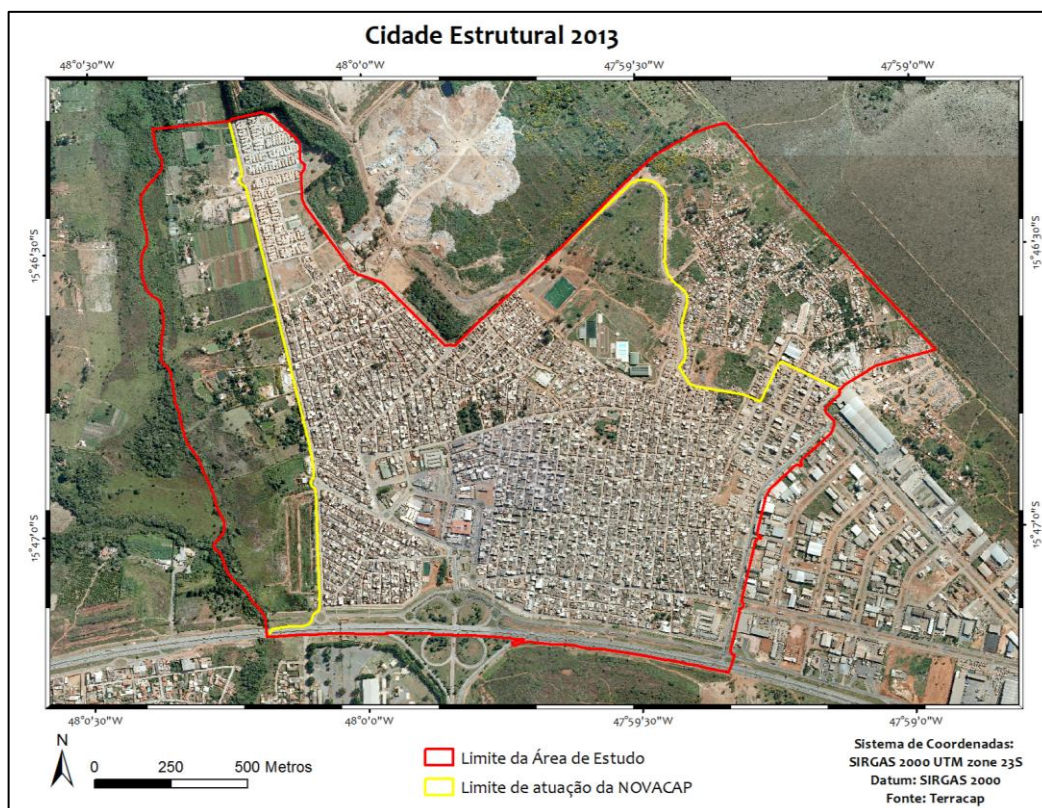 Cidade Estrutural 2013
48°0'30"W 48°0'0"W 47°59'30"W 47°59'0"W
15°46'30"S 15°46'30"S
15°47'0"S 15°47'0"S
48°0'30"W 48°0'0"W 47°59'30"W 47°59'0"W
N
0 250 500 Metros
Limite da Área de Estudo
Limite de atuação da NOVACAP
Sistema de Coordenadas:
SIRGAS 2000 UTM zone 23S
Datum: SIRGAS 2000
Fonte: Terracap